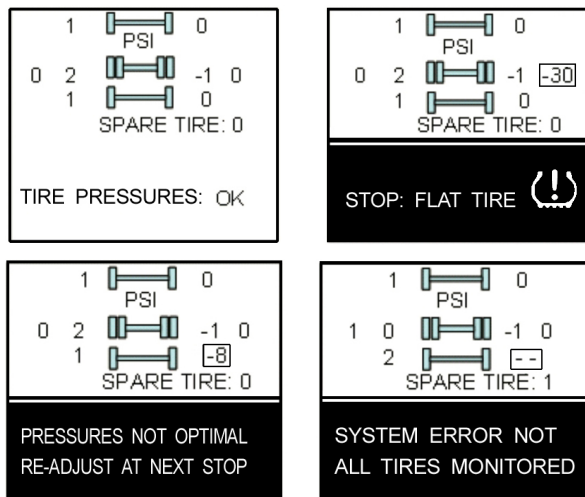 1 0
PSI
0 2 -1 0
1 0
SPARE TIRE: 0
TIRE PRESSURES: OK
1 0
PSI
0 2 -1 -30
1 0
SPARE TIRE: 0
STOP: FLAT TIRE (!)
1 0
PSI
0 2 -1 0
1 -8
SPARE TIRE: 0
PRESSURES NOT OPTIMAL
RE-ADJUST AT NEXT STOP
1 0
PSI
1 0 -1 0
2 --
SPARE TIRE: 1
SYSTEM ERROR NOT
ALL TIRES MONITORED